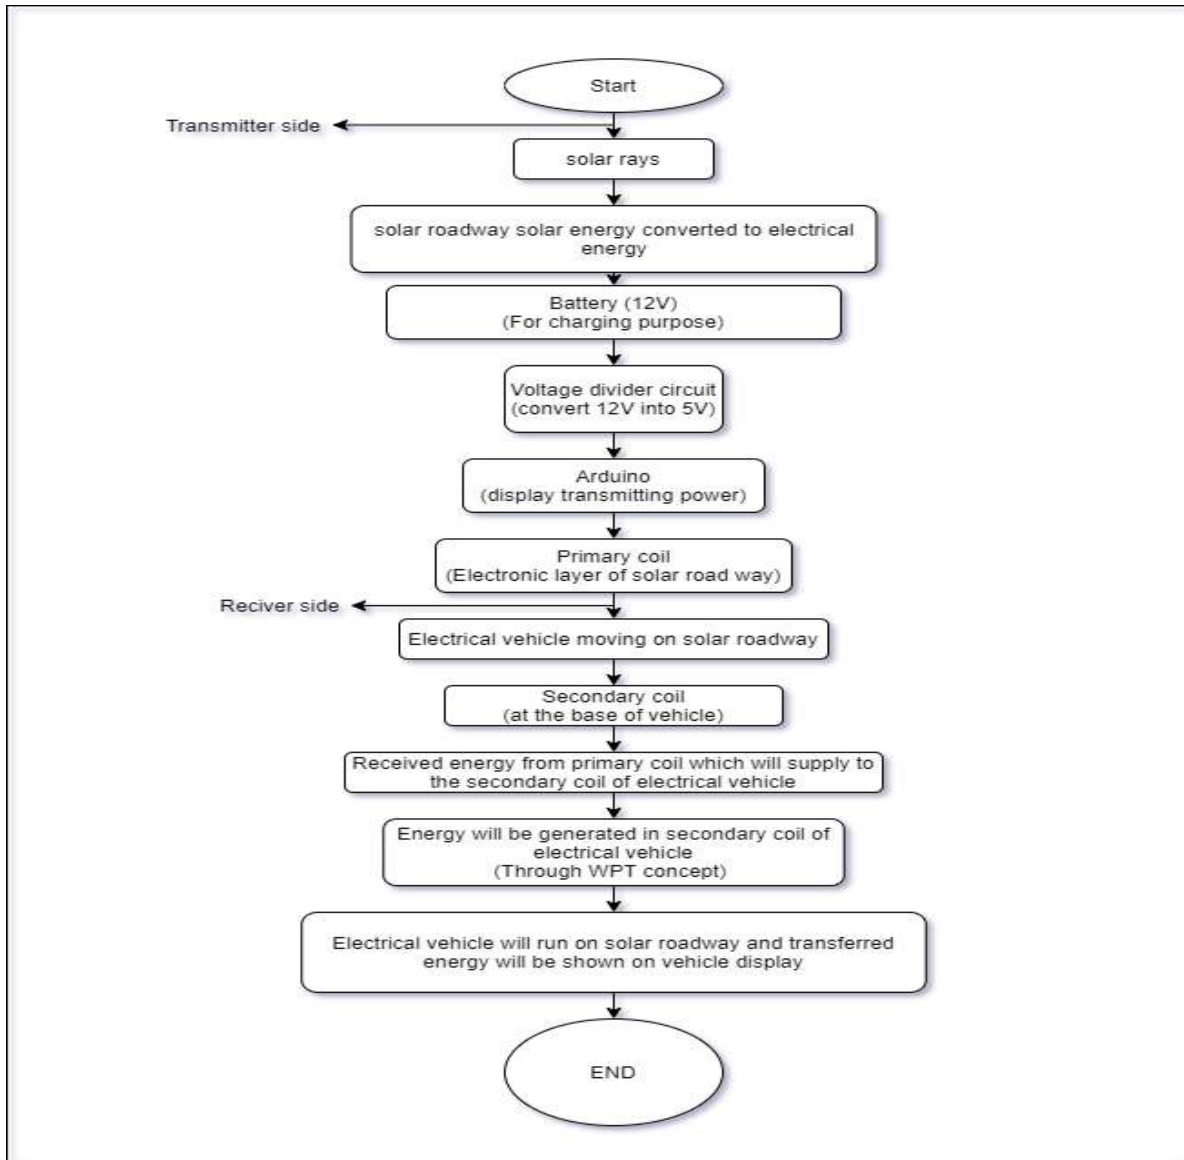 Start
Transmitter side
solar rays
solar roadway solar energy converted to electrical
energy
Battery (12V)
(For charging purpose)
Voltage divider circuit
(convert 12V into 5V)
Arduino
(display transmitting power)
Primary coil
(Electronic layer of solar road way)
Reciver side
Electrical vehicle moving on solar roadway
Secondary coil
(at the base of vehicle)
Received energy from primary coil which will supply to
the secondary coil of electrical vehicle
Energy will be generated in secondary coil of
electrical vehicle
(Through WPT concept)
Electrical vehicle will run on solar roadway and transferred
energy will be shown on vehicle display
END